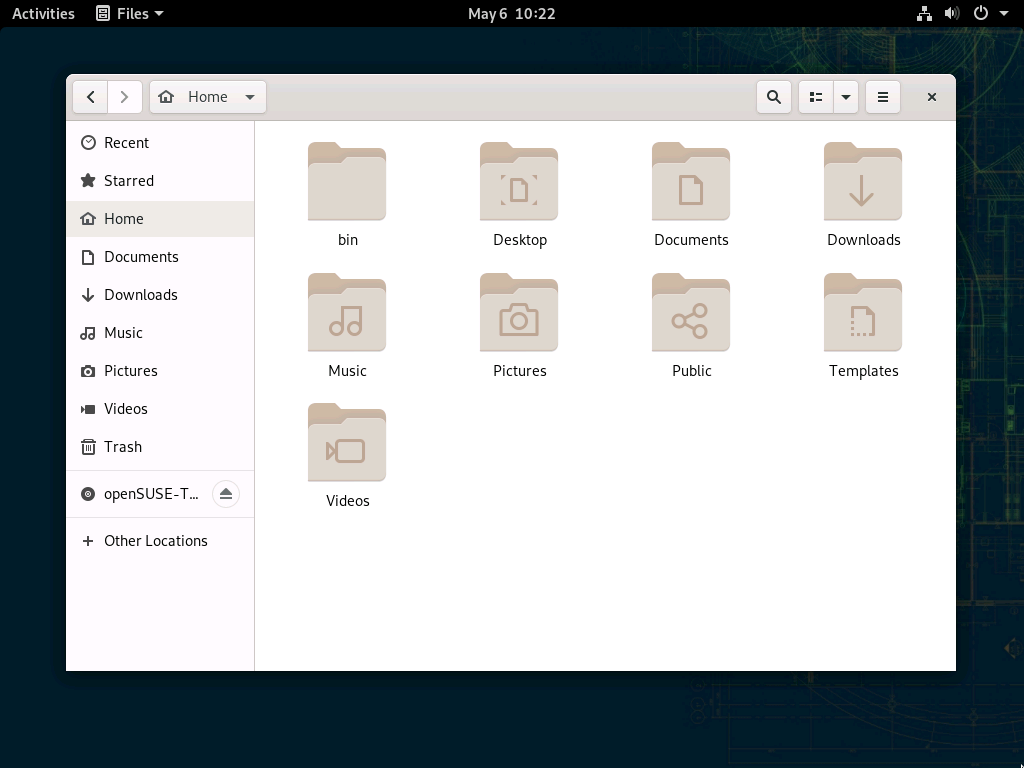 Activities Files May 6 10:22
Home
Recent
Starred
Home
Documents
Downloads
Music
Pictures
Videos
Trash
openSUSE-T...
Other Locations
bin Desktop Documents Downloads
Music Pictures Public Templates
Videos